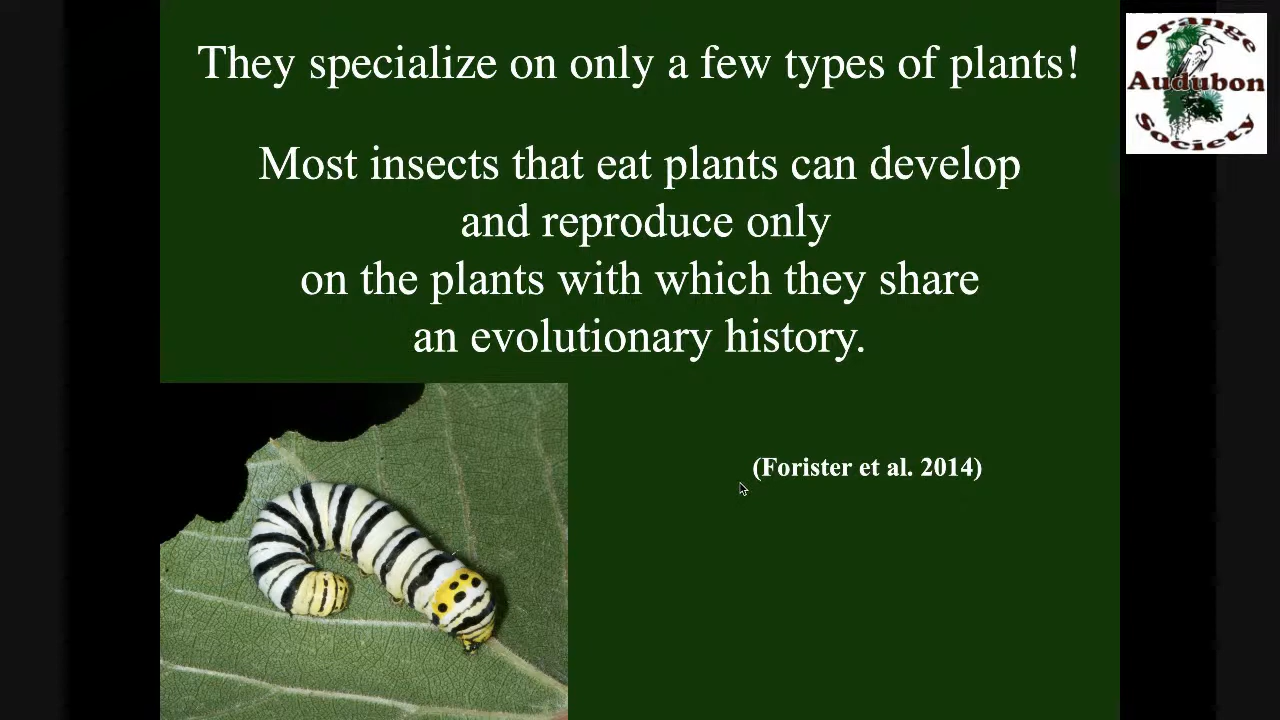 They specialize on only a few types of plants!
Most insects that eat plants can develop
and reproduce only
on the plants with which they share
an evolutionary history.
(Forister et al. 2014)
Orange
Audubon
Society